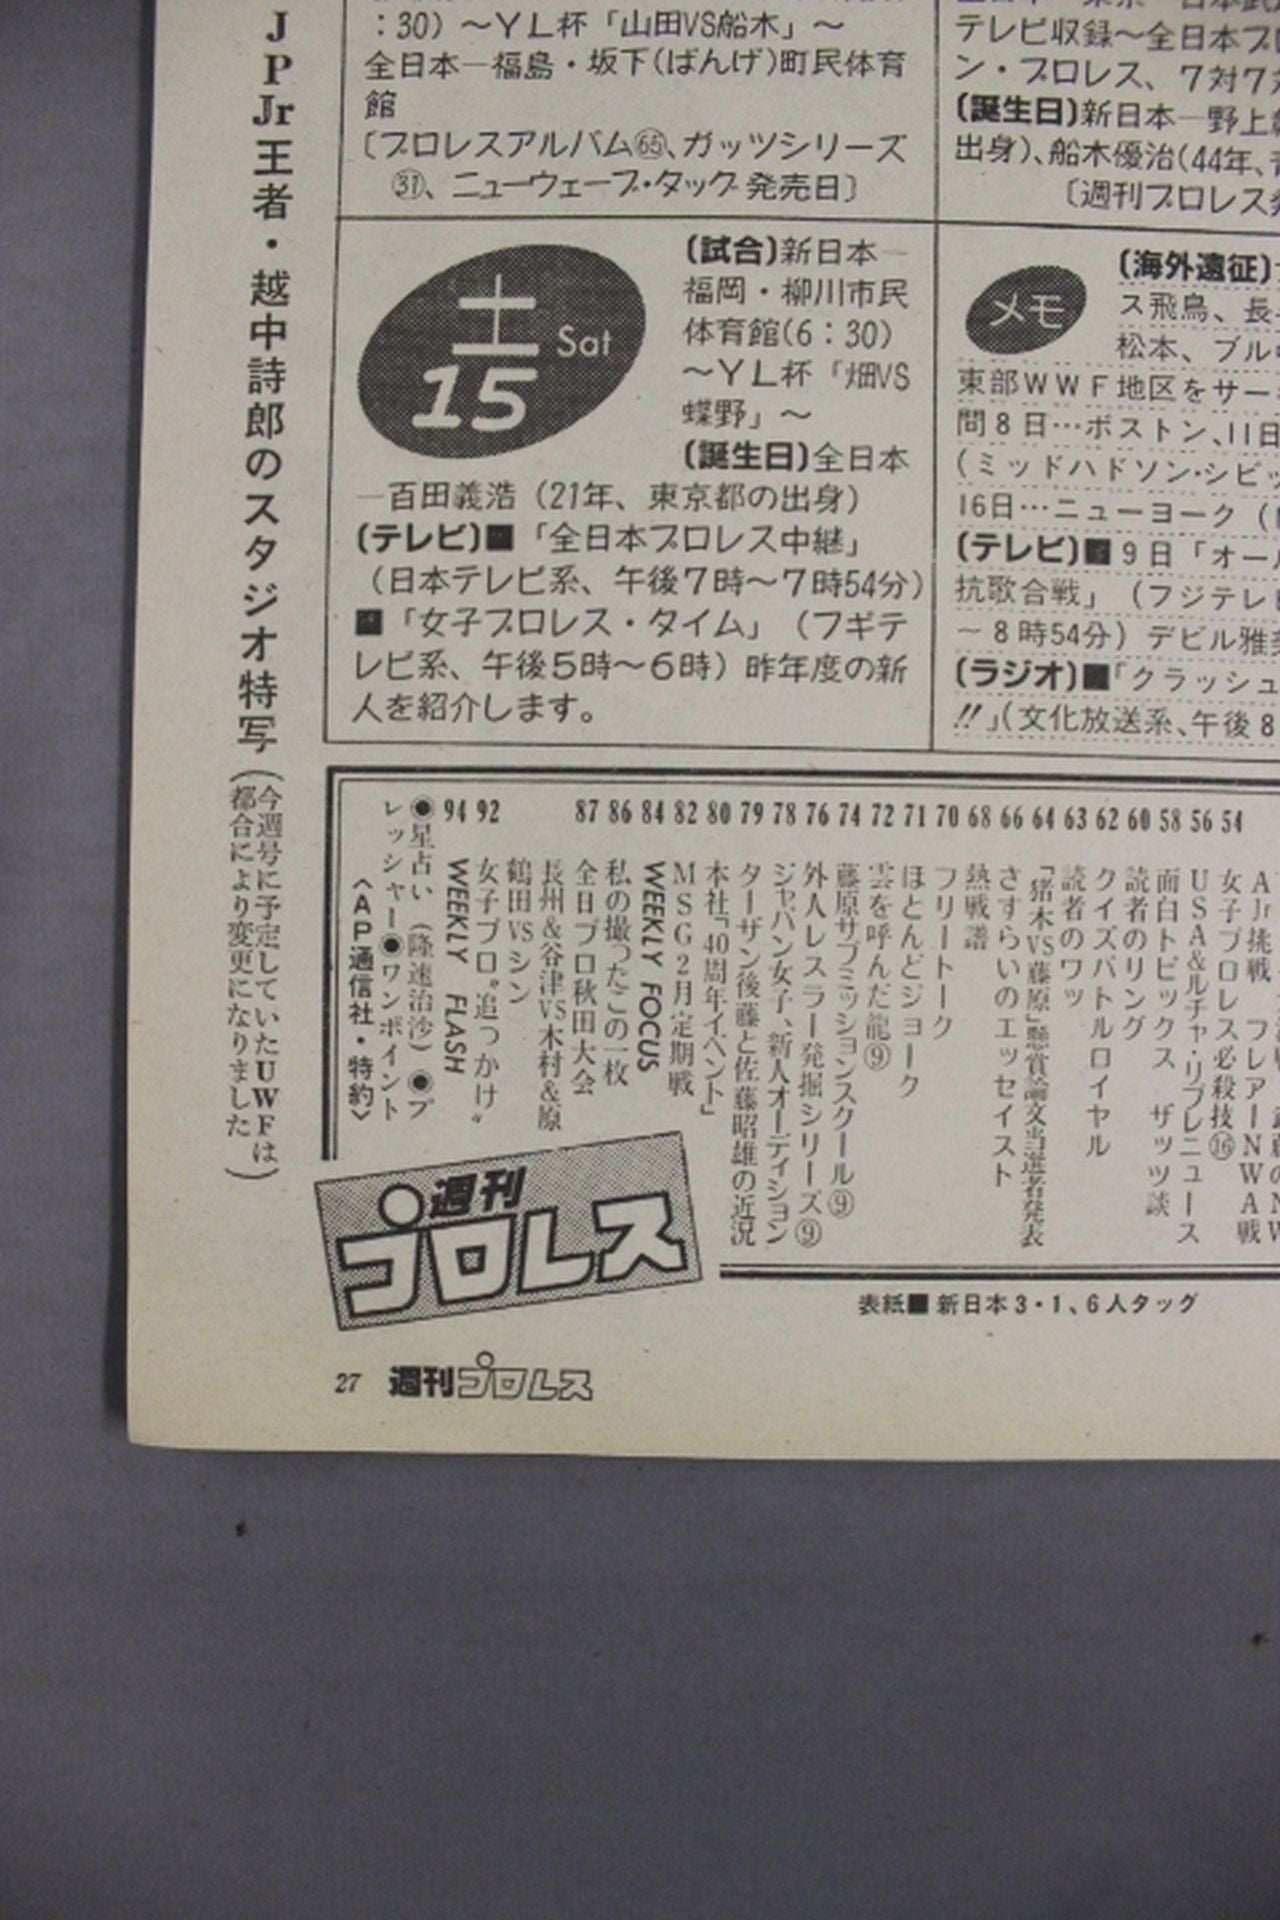 JPJr王者・越中詩郎のスタジオ特写
(今週号に予定していたUWFは
都合により変更になりました)
:30)〜YL杯「山田VS船木」〜
全日本―福島・坂下(ばんげ)町民体育
館
〔プロレスアルバム㊿、ガッツシリーズ
㉛、ニューウェーブ・タッグ発売日〕
テレビ収録〜全日本プロ
ン・プロレス、7対7
(誕生日)新日本―野上
出身)、船木優治(44年、
〔週刊プロレス
土
Sat
15
(試合)新日本―
福岡・柳川市民
体育館(6:30)
〜YL杯「畑VS
蝶野」〜
(誕生日)全日本
―百田義浩(21年、東京都の出身)
(テレビ)■「全日本プロレス中継」
(日本テレビ系、午後7時〜7時54分)
■「女子プロレス・タイム」(フギテ
レビ系、午後5時〜6時)昨年度の新
人を紹介します。
メモ
(海外遠征)
ス飛鳥、長
松本、ブル
東部WWF地区をサー
問8日…ボストン、11日
(ミッドハドソン・シビッ
16日…ニューヨーク(
(テレビ)■9日「オール
抗歌合戦」(フジテレビ
〜8時54分)デビル雅美
(ラジオ)■「クラッシュ
!!」(文化放送系、午後8
AJr挑戦 フレアーNWA戦
54 女子プロレス必殺技⑯
56 USA&ルチャ・リブレニュース
58 面白トピックス ザッツ談
60 読者のリング
62 クイズバトルロイヤル
63 読者のワッ
64 「猪木VS藤原」懸賞論文当選者発表
66 さすらいのエッセイスト
68 熱戦譜
70 フリートーク
71 ほとんどジョーク
72 雲を呼んだ龍⑨
74 藤原サブミッションスクール⑨
76 外人レスラー発掘シリーズ⑨
78 ジャパン女子、新人オーディション
79 ターザン後藤と佐藤昭雄の近況
80 本社「40周年イベント」
82 MSG2月定期戦
84 WEEKLY FOCUS
86 私の撮ったこの一枚
87 全日プロ秋田大会
長州&谷津VS木村&原
鶴田VSシン
92 女子プロ“追っかけ”
94 WEEKLY FLASH
◉星占い(隆速治沙)◉プ
レッシャー◉ワンポイント
〈AP通信社・特約〉
週刊
プロレス
表紙■新日本3・1、6人タッグ
27 週刊プロレス